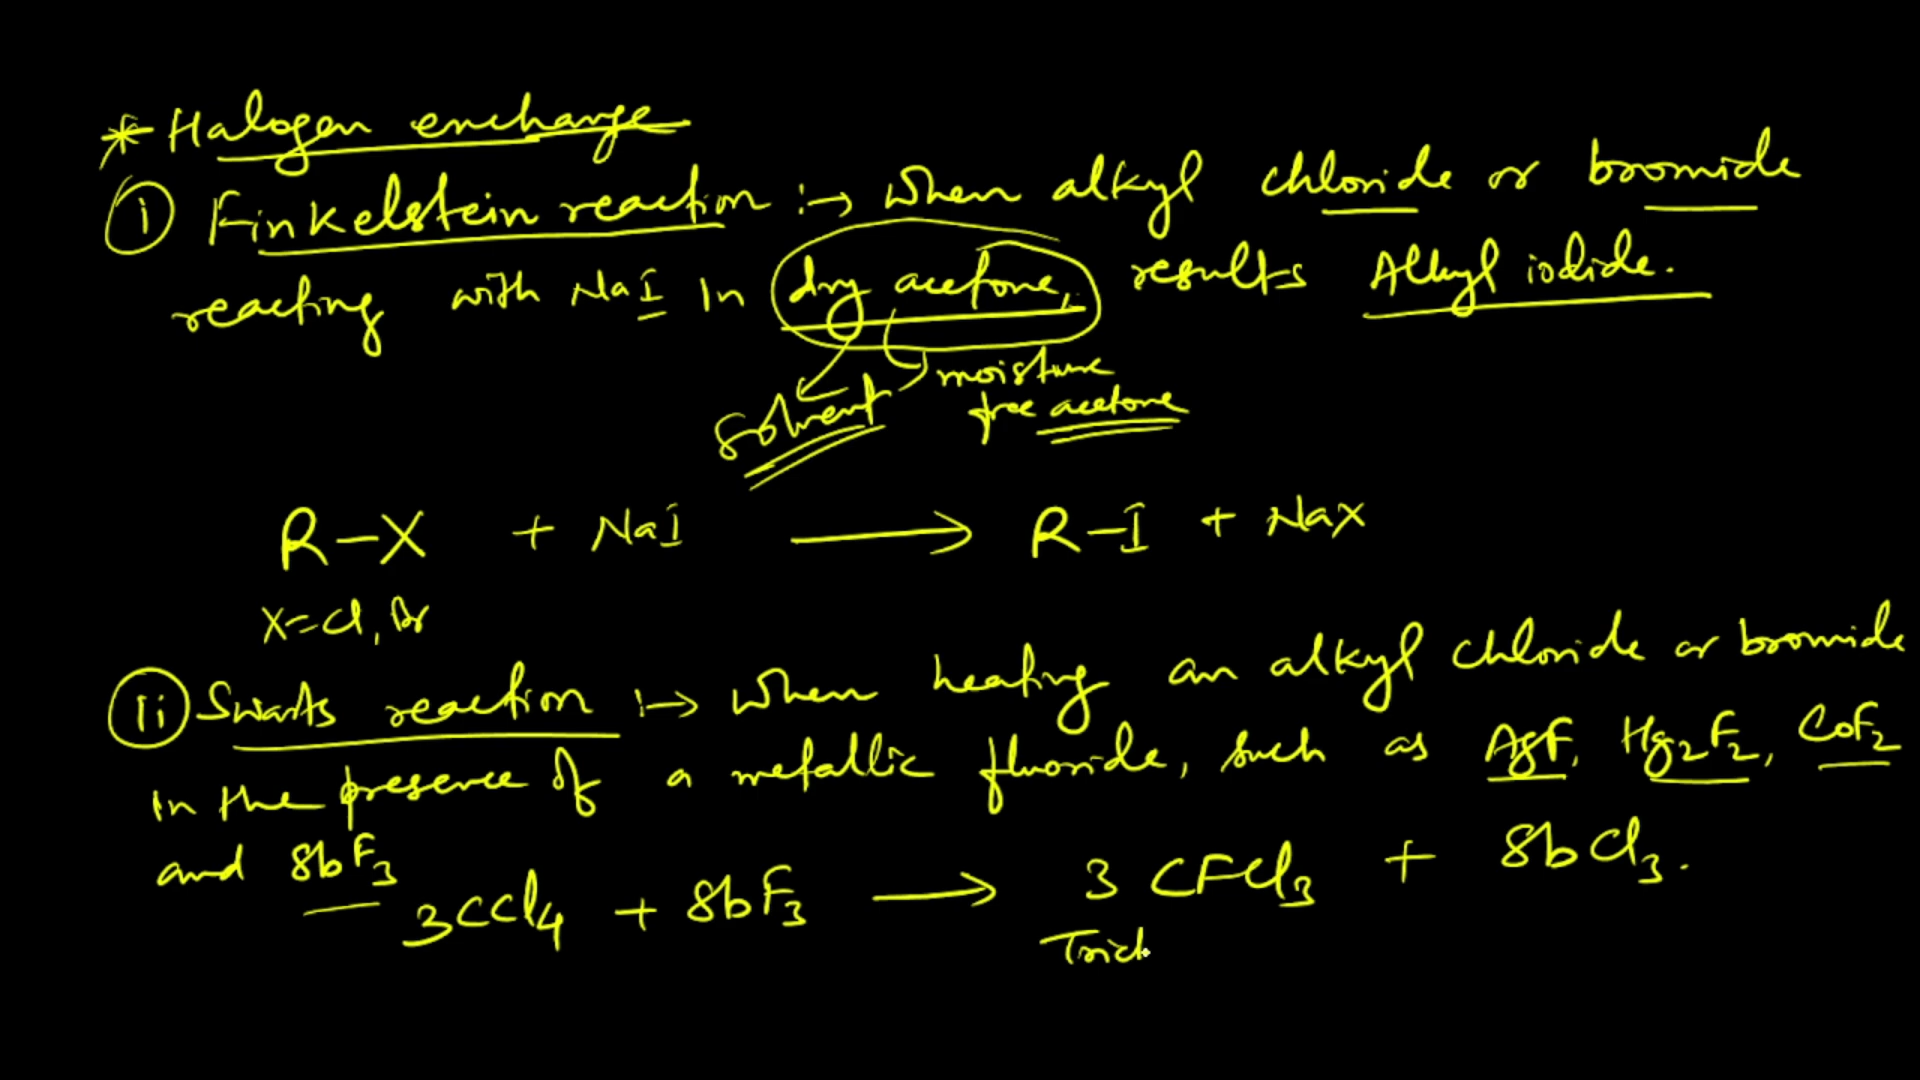 * Halogen exchange
(i) Finkelstein reaction :→ When alkyl chloride or bromide
reacting with NaI In dry acetone, results Alkyl iodide.
solvent
moisture
free acetone
R-X + NaI → R-I + NaX
X=Cl, Br
(ii) Swarts reaction :→ When heating an alkyl chloride or bromide
in the presence of a metallic fluoride, such as AgF, Hg2F2, CoF2
and SbF3
3CCl4 + SbF3 → 3 CFCl3 + SbCl3.
Trich